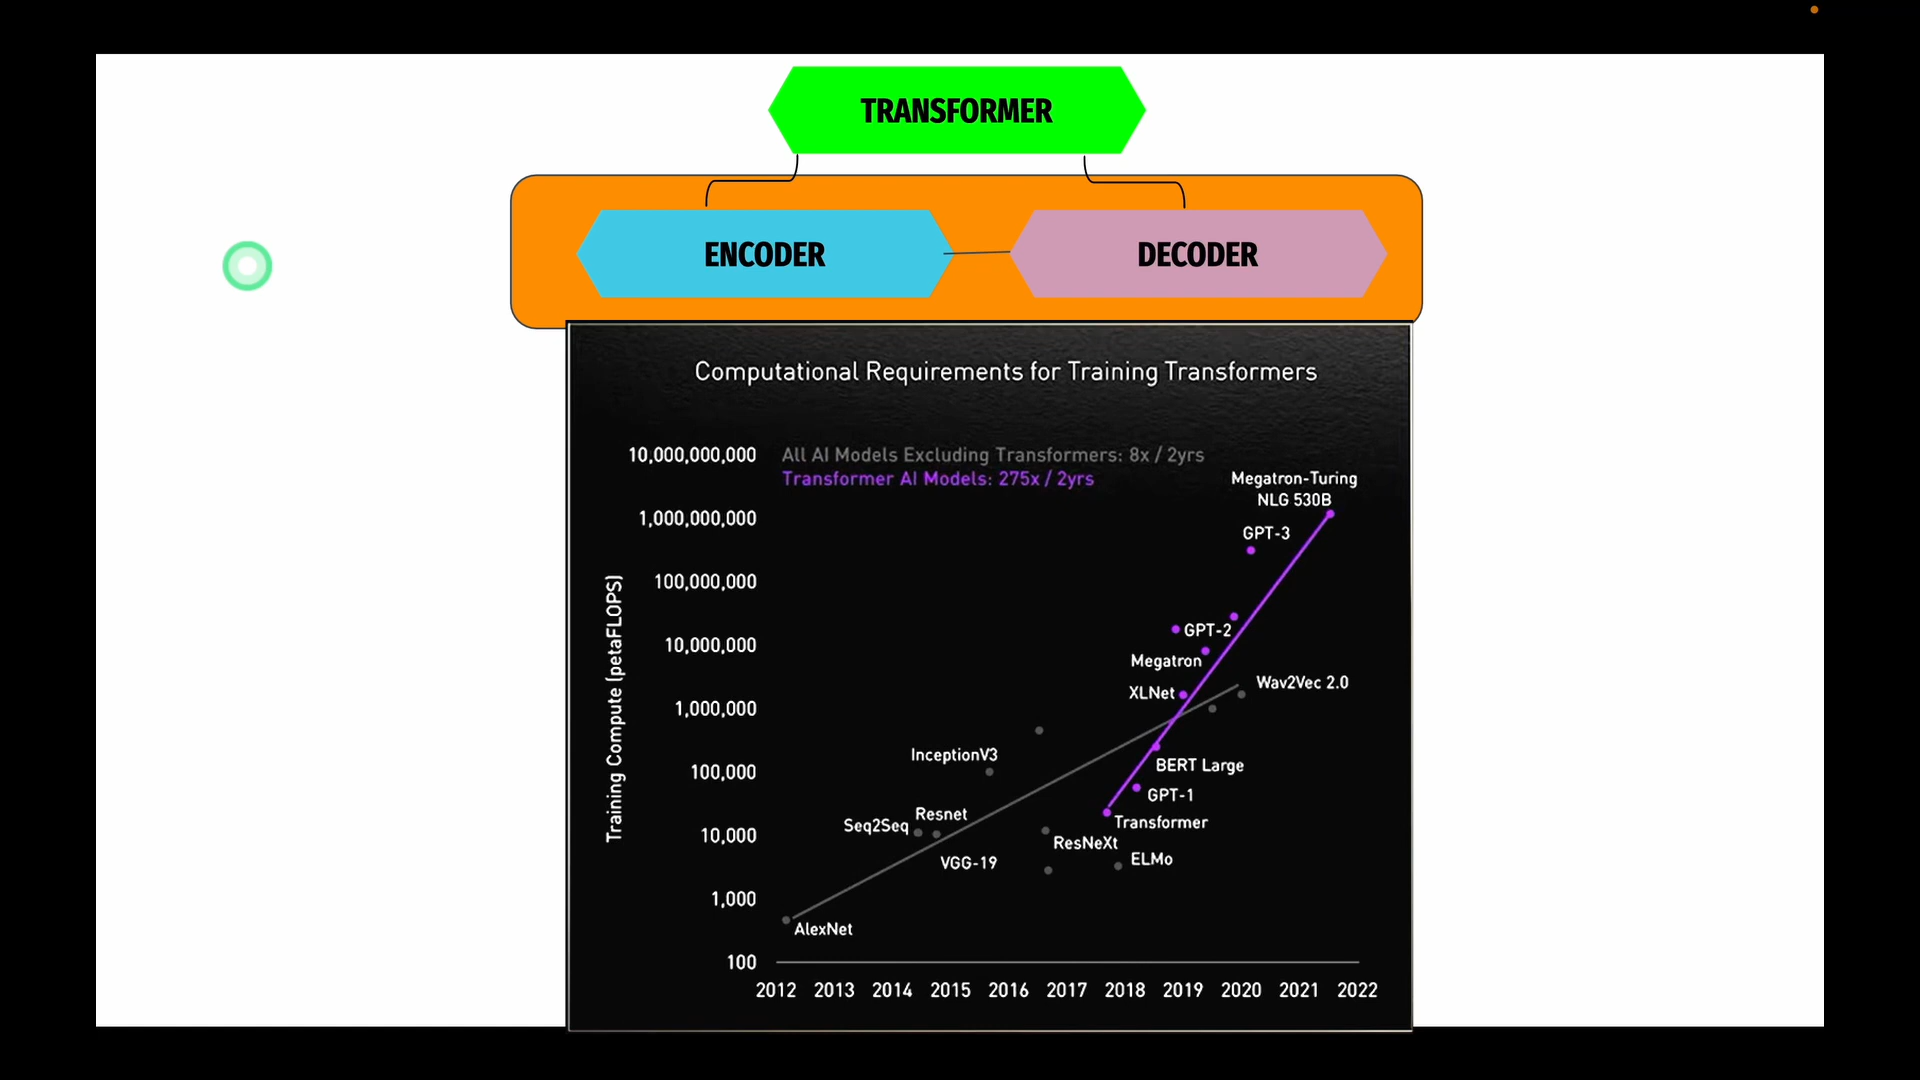 TRANSFORMER
ENCODER
DECODER
Computational Requirements for Training Transformers
All AI Models Excluding Transformers: 8x / 2yrs
Transformer AI Models: 275x / 2yrs
Training Compute (petaFLOPS)
10,000,000,000
1,000,000,000
100,000,000
10,000,000
1,000,000
100,000
10,000
1,000
100
Megatron-Turing
NLG 530B
GPT-3
GPT-2
Megatron
XLNet
Wav2Vec 2.0
InceptionV3
BERT Large
GPT-1
Resnet
Seq2Seq
Transformer
ResNeXt
VGG-19
ELMo
AlexNet
2012 2013 2014 2015 2016 2017 2018 2019 2020 2021 2022